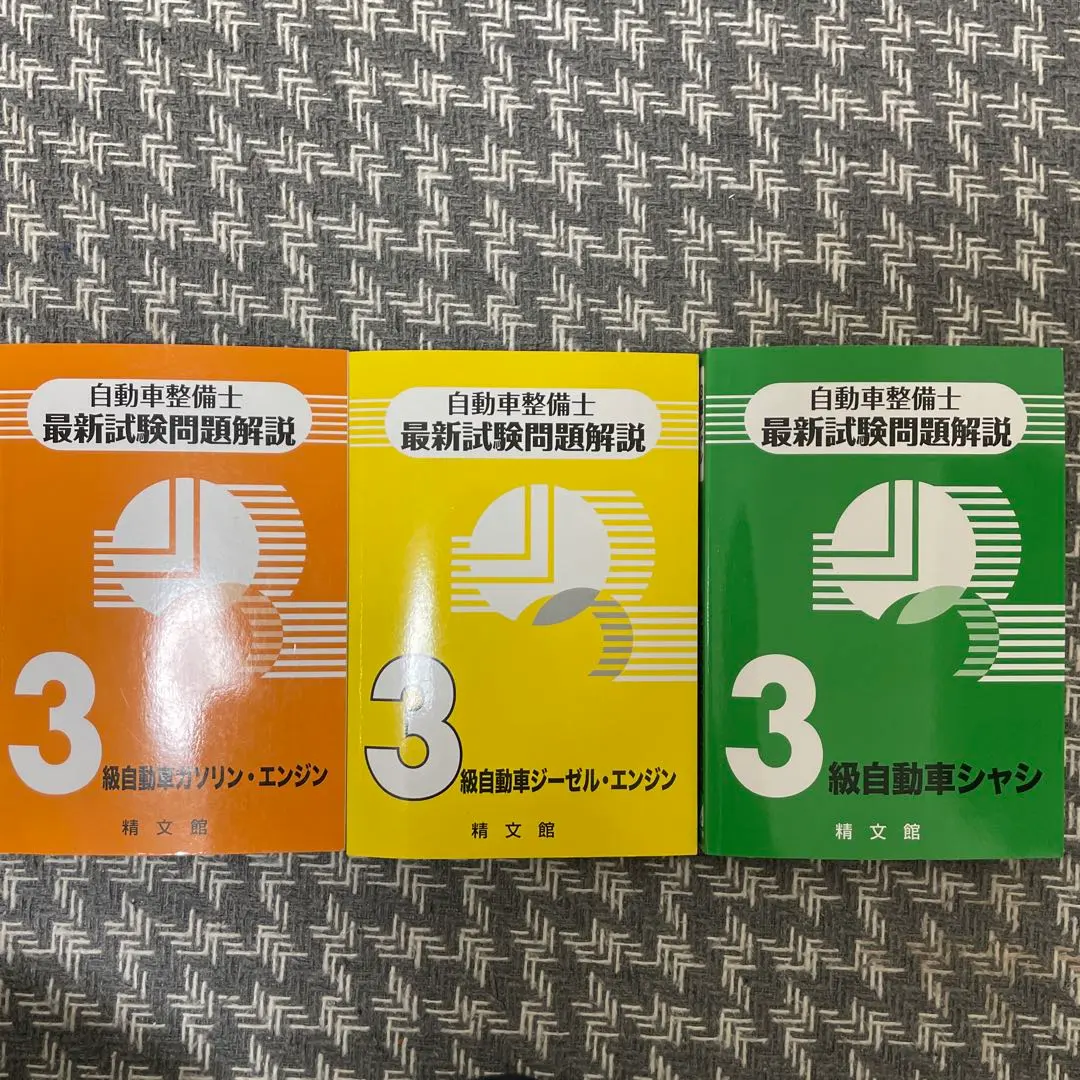 自動車整備士
最新試験問題解説
3
級自動車ガソリン・エンジン
精文館
自動車整備士
最新試験問題解説
3
級自動車ジーゼル・エンジン
精文館
自動車整備士
最新試験問題解説
3
級自動車シャシ
精文館